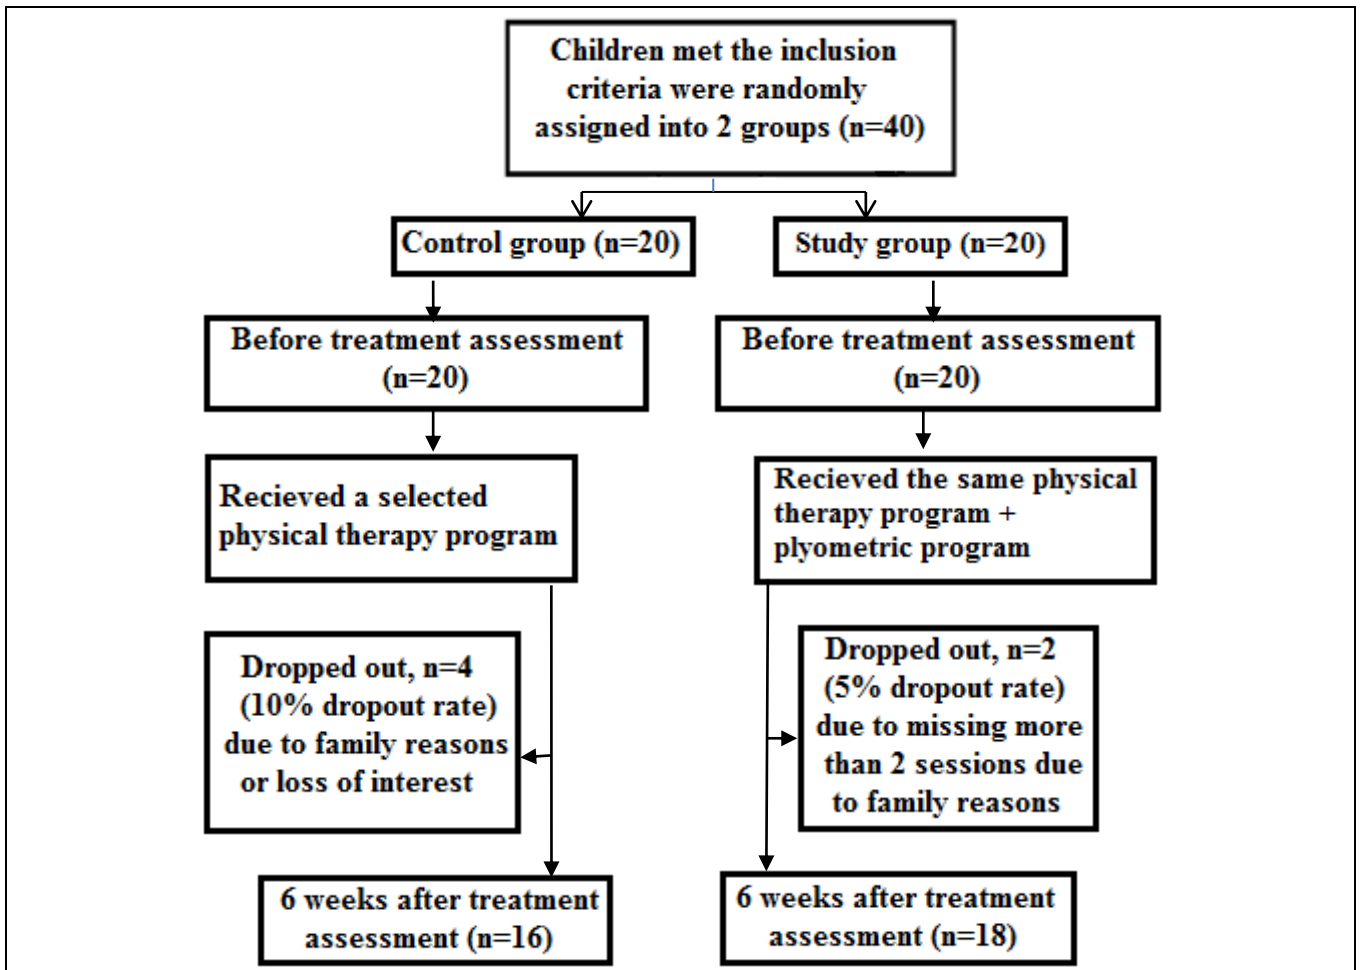 Children met the inclusion
criteria were randomly
assigned into 2 groups (n=40)
Control group (n=20)
Study group (n=20)
Before treatment assessment
(n=20)
Before treatment assessment
(n=20)
Recieved a selected
physical therapy program
Recieved the same physical
therapy program +
plyometric program
Dropped out, n=4
(10% dropout rate)
due to family reasons
or loss of interest
Dropped out, n=2
(5% dropout rate)
due to missing more
than 2 sessions due
to family reasons
6 weeks after treatment
assessment (n=16)
6 weeks after treatment
assessment (n=18)